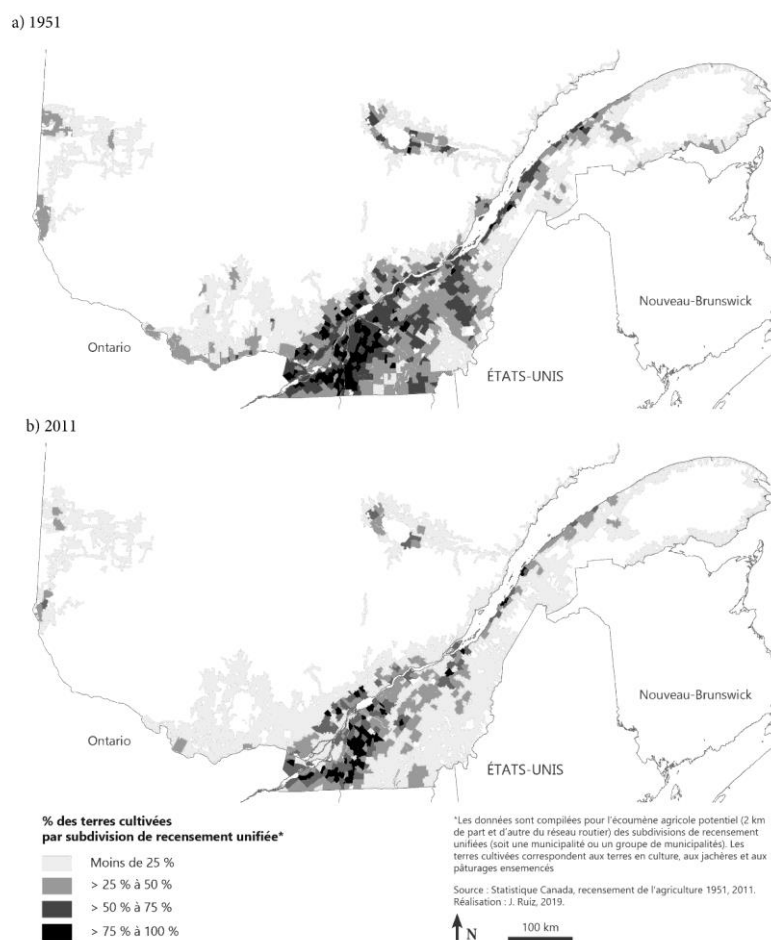 a) 1951
Nouveau-Brunswick
Ontario
ÉTATS-UNIS
b) 2011
Nouveau-Brunswick
Ontario
ÉTATS-UNIS
% des terres cultivées
par subdivision de recensement unifiée*
Moins de 25 %
> 25 % à 50 %
> 50 % à 75 %
> 75 % à 100 %
*Les données sont compilées pour l'écoumène agricole potentiel (2 km
de part et d'autre du réseau routier) des subdivisions de recensement
unifiées (soit une municipalité ou un groupe de municipalités). Les
terres cultivées correspondent aux terres en culture, aux jachères et aux
pâturages ensemencés
Source : Statistique Canada, recensement de l'agriculture 1951, 2011.
Réalisation : J. Ruiz, 2019.
N
100 km